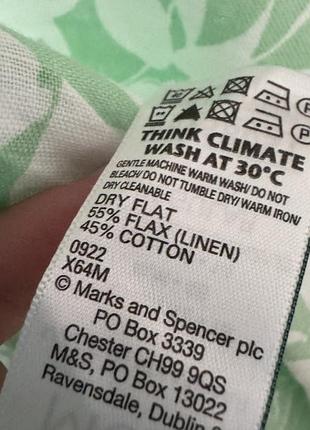 THINK CLIMATE
WASH AT 30°C
GENTLE MACHINE WARM WASH/ DO NOT
BLEACH/ DO NOT TUMBLE DRY/ WARM IRON/
DRY CLEANABLE
DRY FLAT
55% FLAX (LINEN)
45% COTTON
0922
X64M
© Marks and Spencer plc
PO Box 3339
Chester CH99 9QS
M&S, PO Box 13022
Ravensdale, Dublin